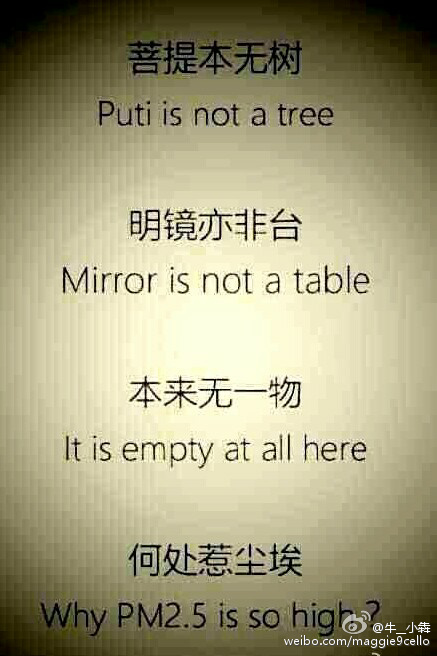 菩提本无树
Puti is not a tree
明镜亦非台
Mirror is not a table
本来无一物
It is empty at all here
何处惹尘埃
Why PM2.5 is so high ?
@牛_小犇
weibo.com/maggie9cello